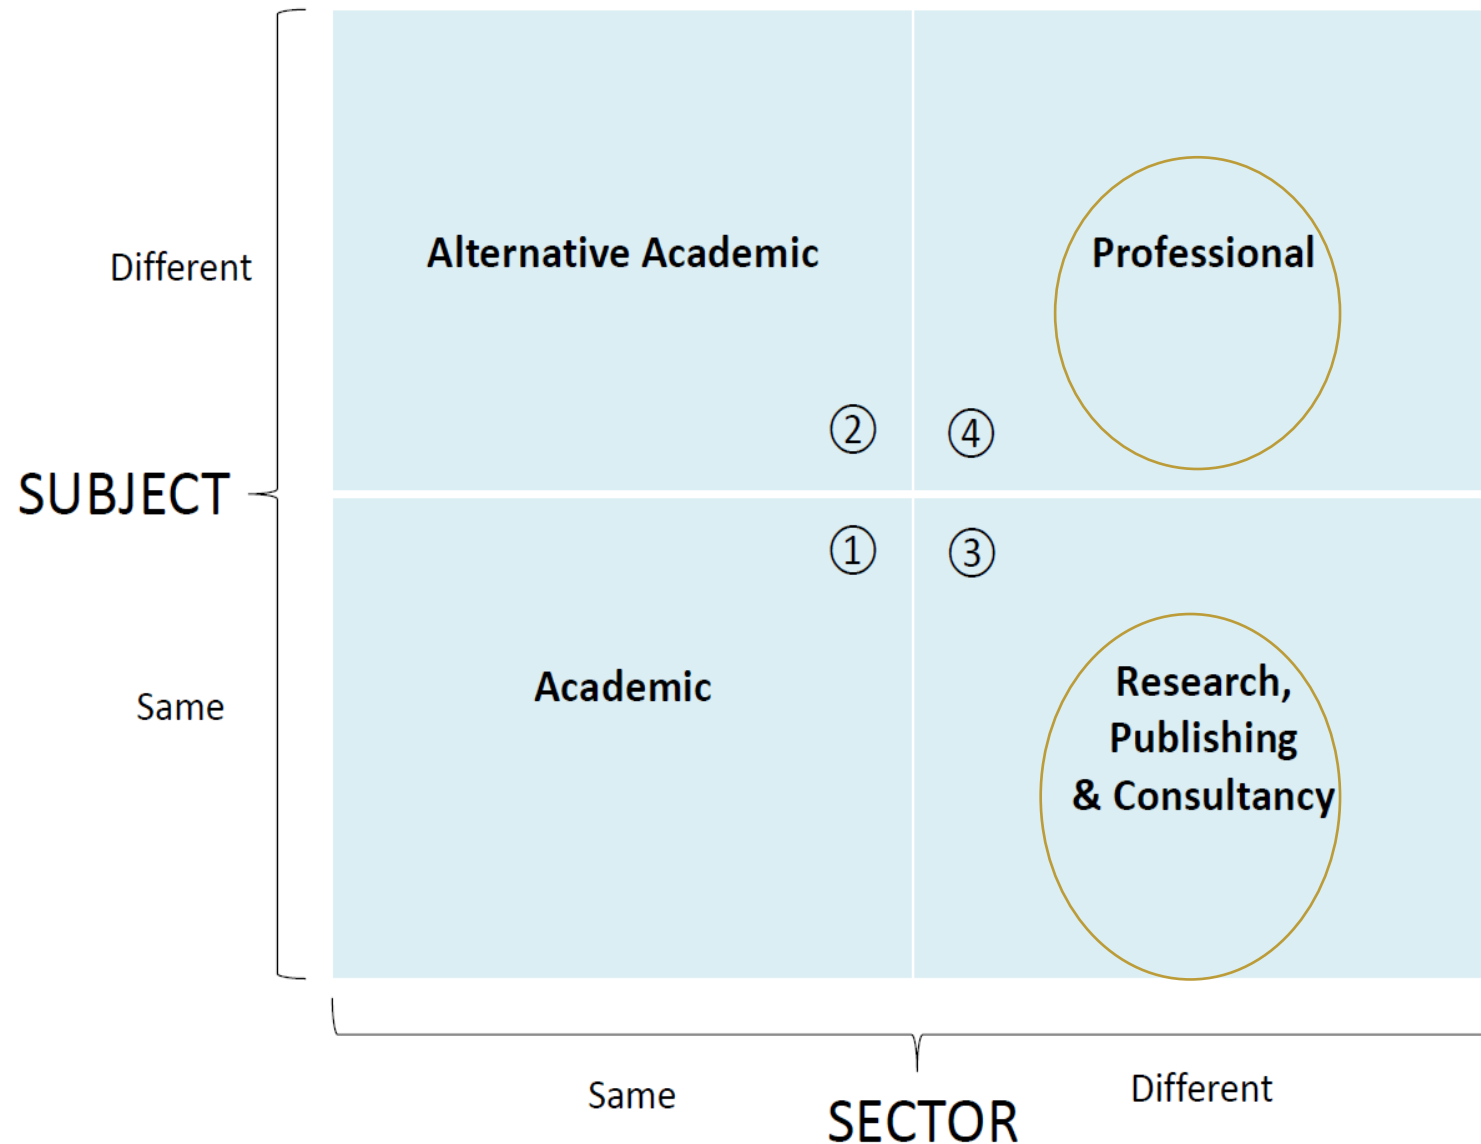 Alternative Academic
Professional
Different
②
④
SUBJECT
①
③
Academic
Research,
Publishing
& Consultancy
Same
Same
Different
SECTOR